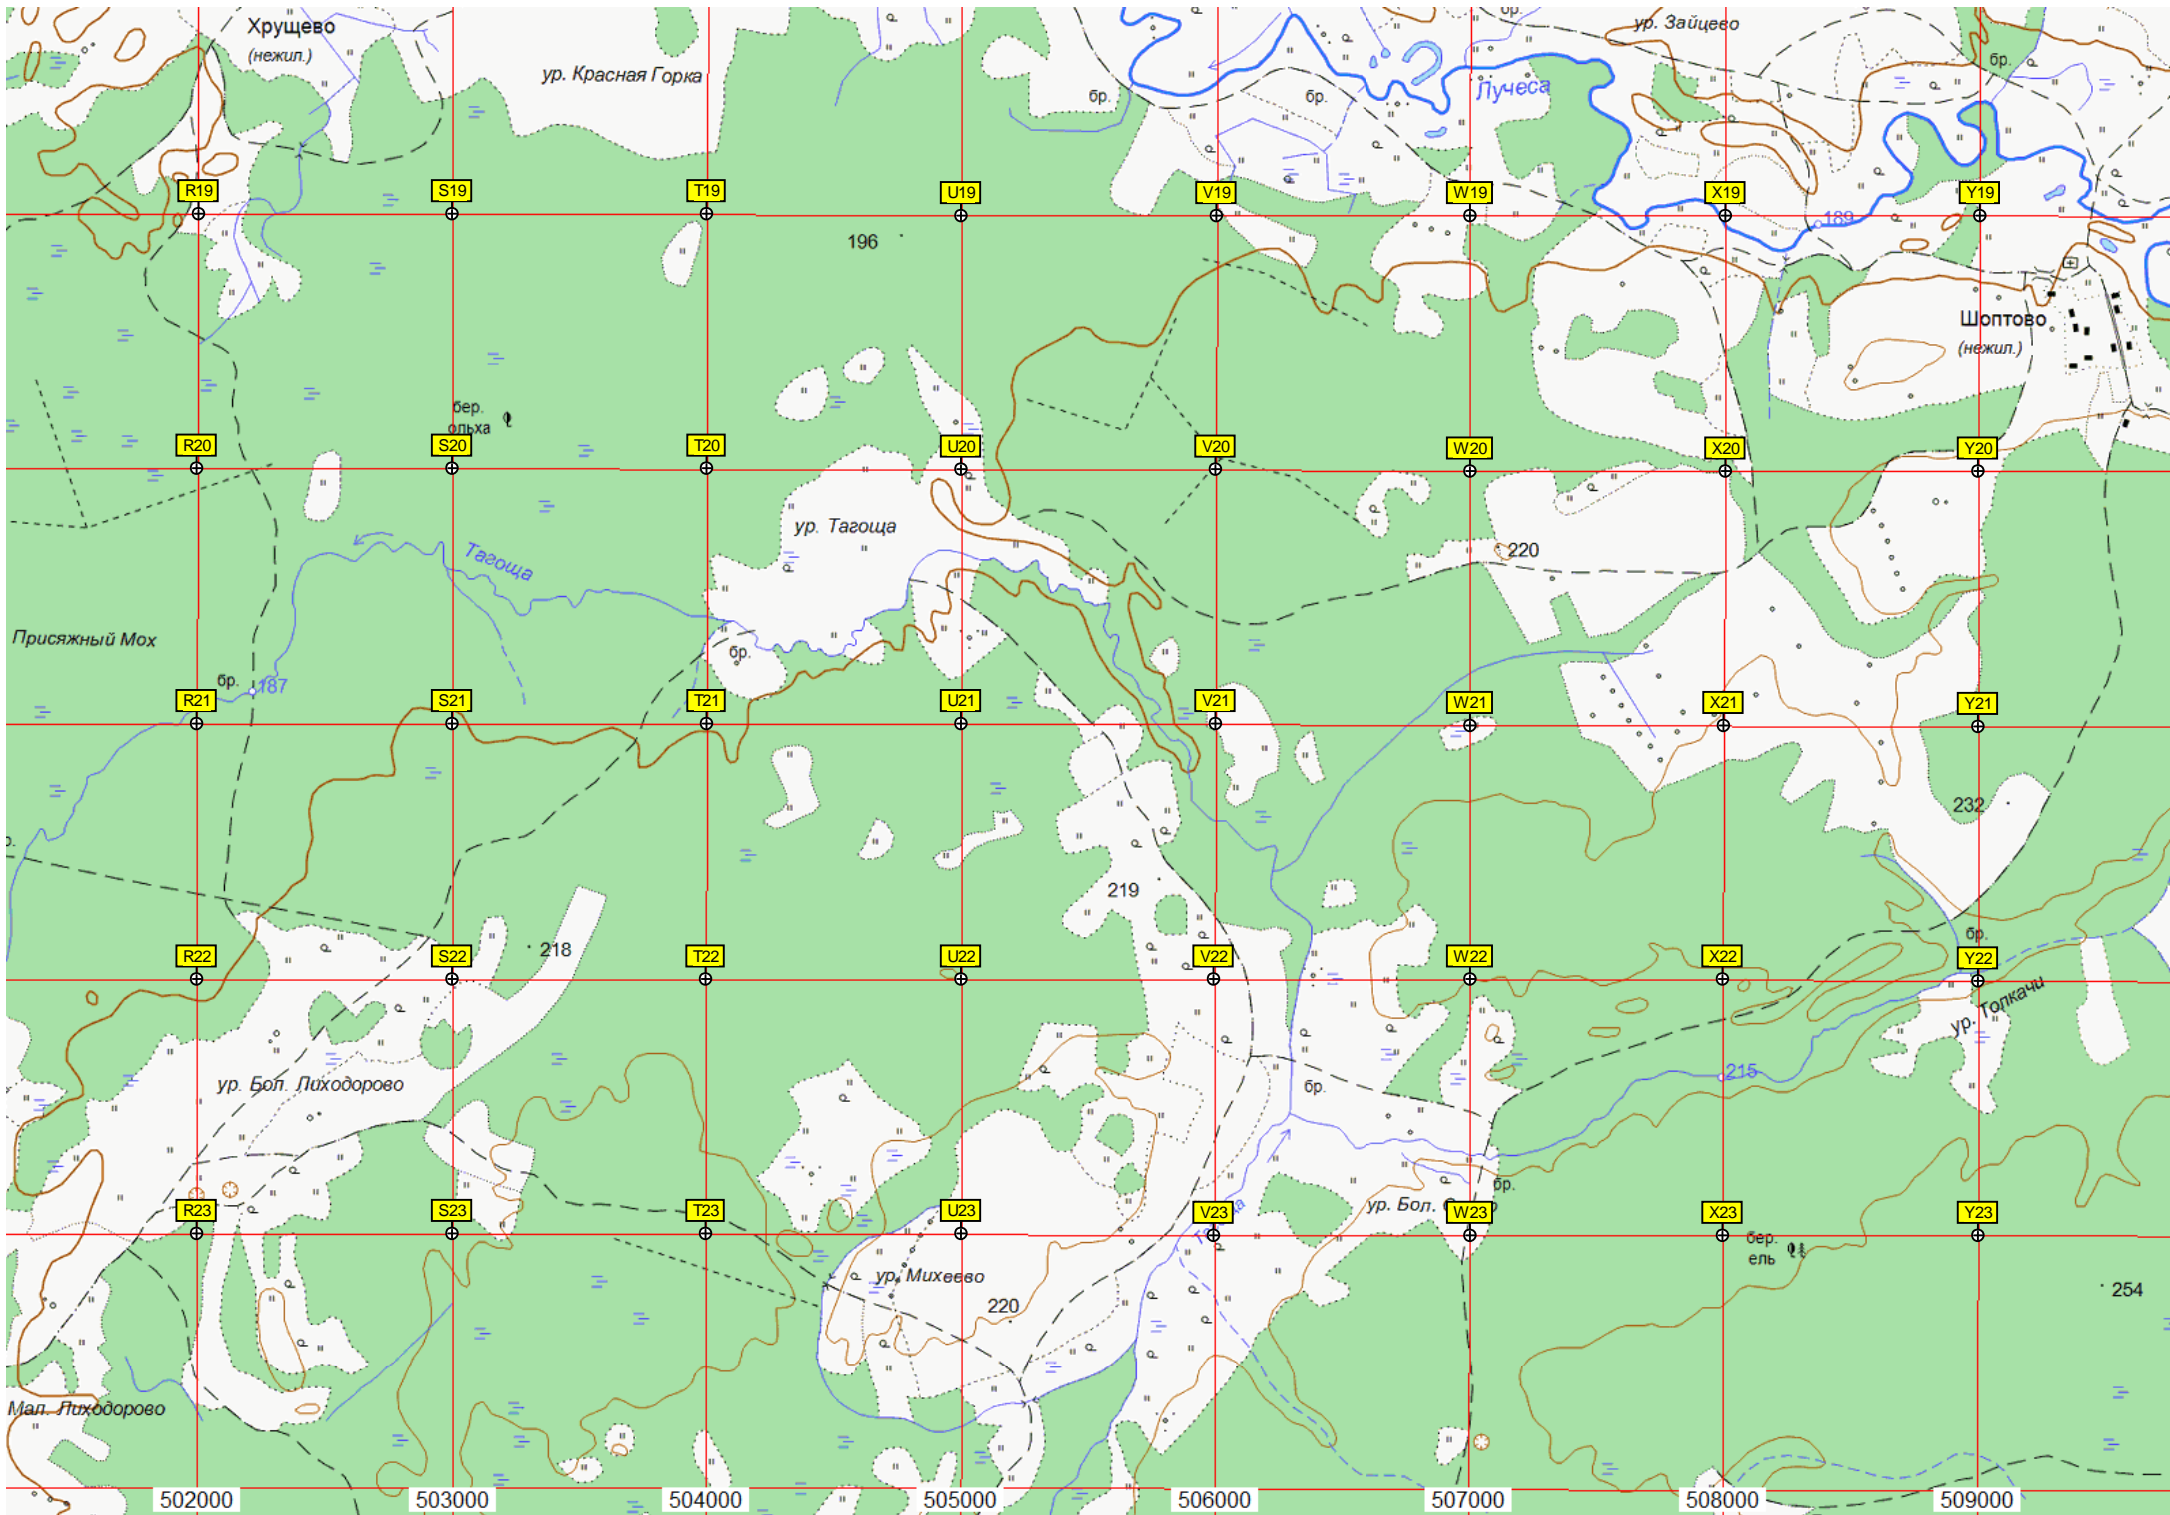 Хрущево
(нежил.)
ур. Красная Горка
бр.
бр.
бр.
Лучеса
ур. Зайцево
бр.
R19
S19
T19
U19
V19
W19
X19
Y19
189
196
Шоптово
(нежил.)
бер.
ольха
R20
S20
T20
U20
V20
W20
X20
Y20
ур. Тагоща
220
Тагоща
Присяжный Мох
бр.
187
бр.
R21
S21
T21
U21
V21
W21
X21
Y21
232
219
218
бр.
R22
S22
T22
U22
V22
W22
X22
Y22
ур. Толкачи
215
ур. Бол. Лиходорово
бр.
бр.
ур. Бол.
R23
S23
T23
U23
V23
W23
X23
Y23
бер.
ель
254
ур. Михеево
220
Мал. Лиходорово
502000
503000
504000
505000
506000
507000
508000
509000